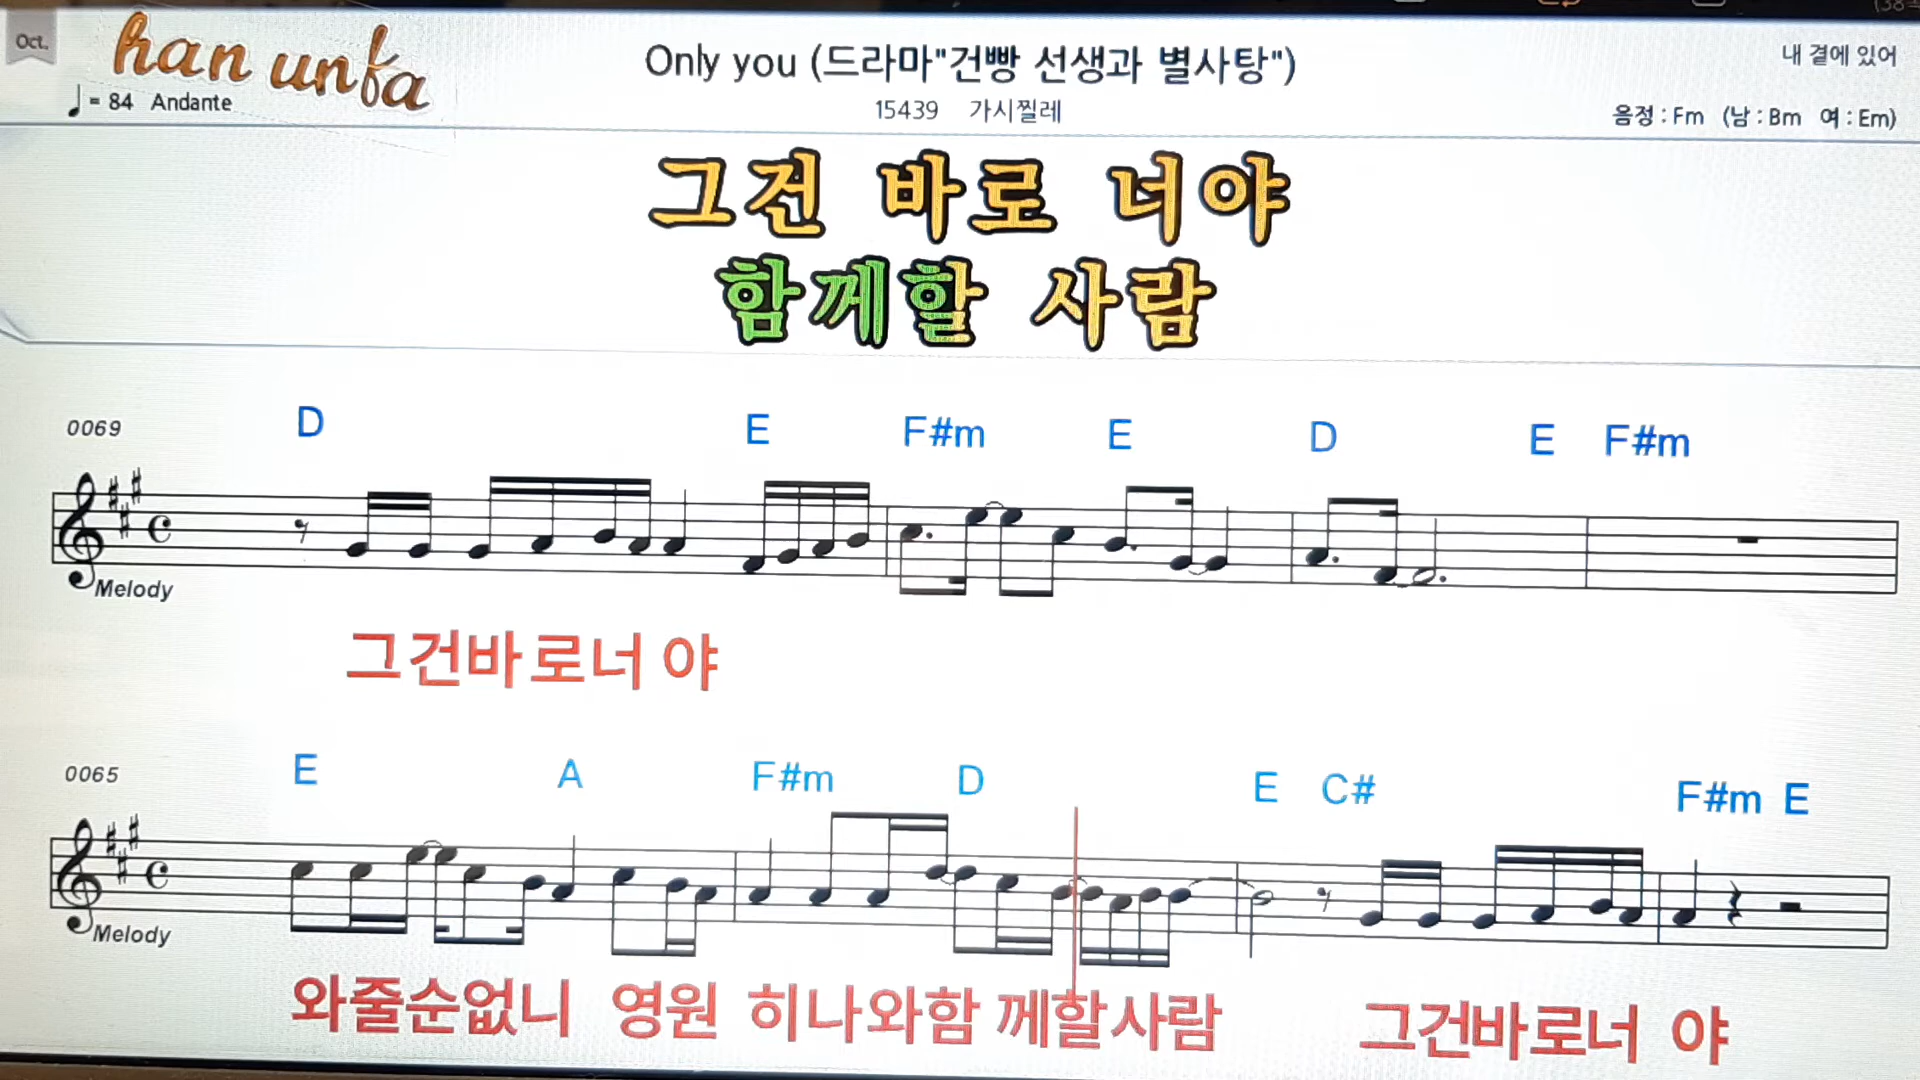 Oct.
han unfa
♩= 84 Andante
Only you (드라마"건빵 선생과 별사탕")
15439 가시찔레
내 곁에 있어
음정 : Fm (남 : Bm 여 : Em)
그건 바로 너야
함께할 사람
0069
D E F#m E D E F#m
Melody
그건바로너 야
0065
E A F#m D E C# F#m E
Melody
와줄순없니 영원 히나와함 께할사람 그건바로너 야